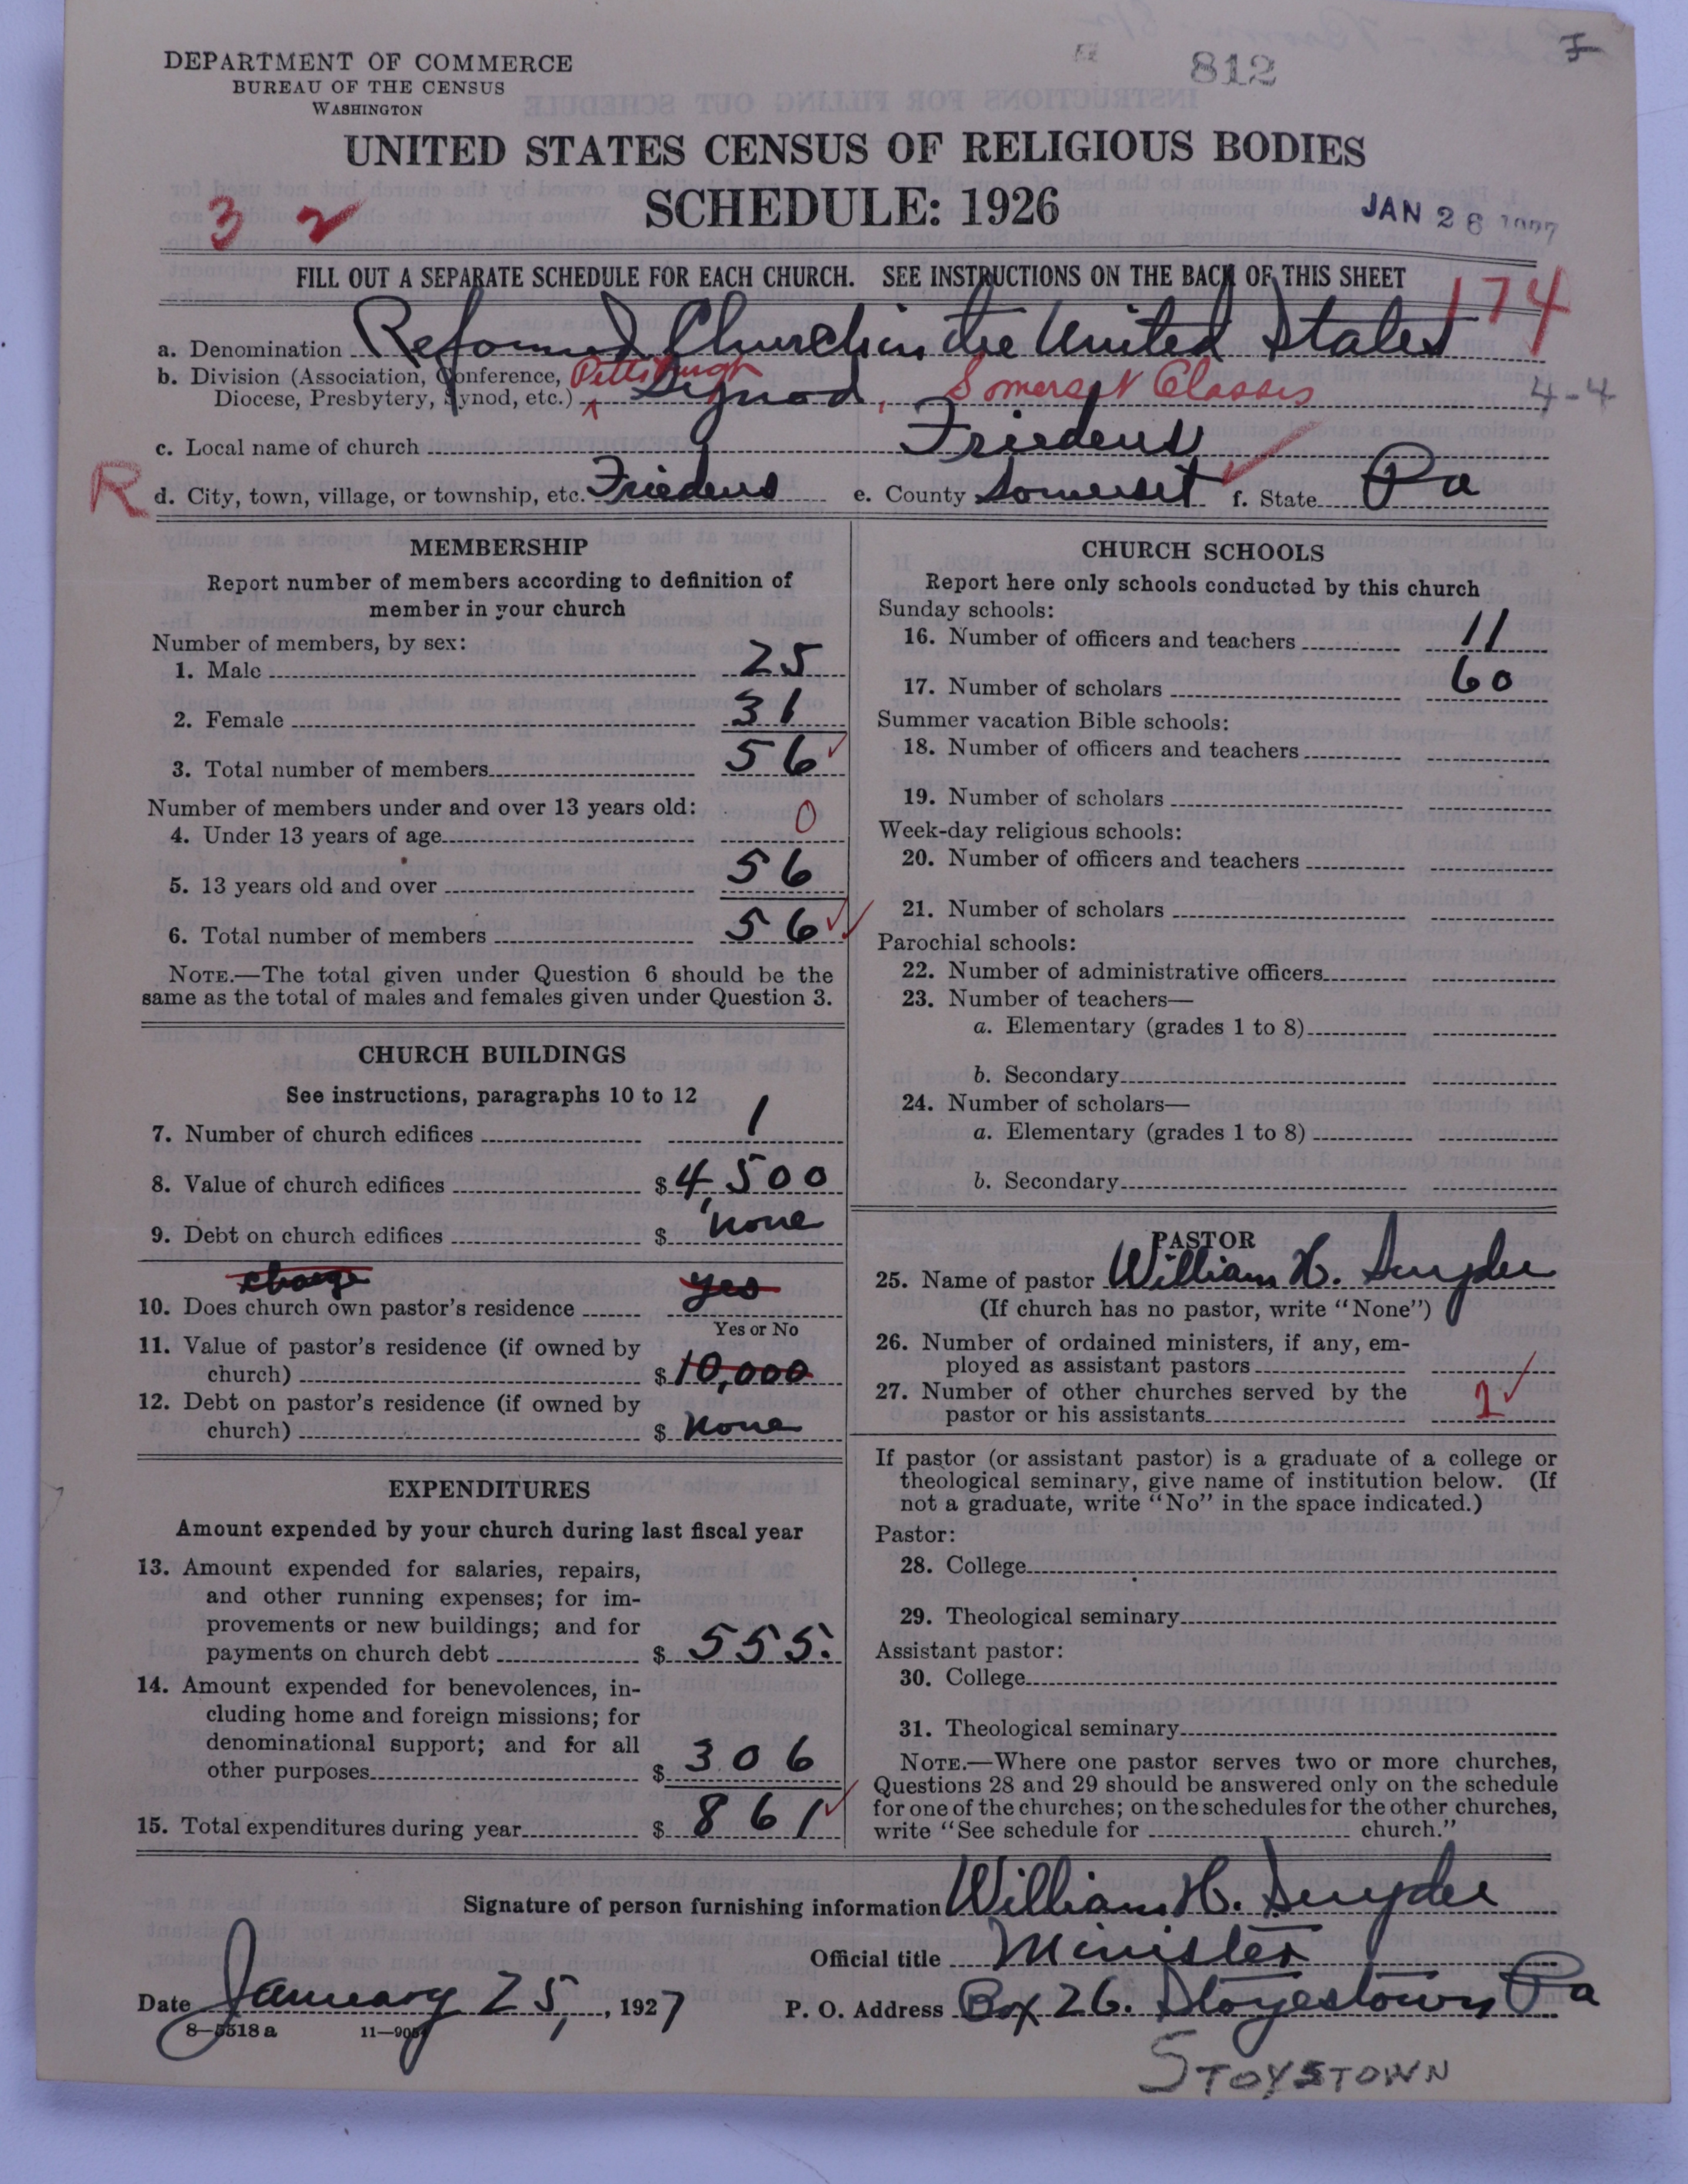 DEPARTMENT OF COMMERCE
BUREAU OF THE CENSUS
WASHINGTON
812
UNITED STATES CENSUS OF RELIGIOUS BODIES
SCHEDULE: 1926
3 2
JAN 26 1927
FILL OUT A SEPARATE SCHEDULE FOR EACH CHURCH. SEE INSTRUCTIONS ON THE BACK OF THIS SHEET
174
a. Denomination Reformed Church in the United States
b. Division (Association, Conference, Diocese, Presbytery, Synod, etc.) Pittsburgh Synod, Somerset Classis 4-4
c. Local name of church Friedens
R d. City, town, village, or township, etc. Friedens e. County Somerset f. State Pa
MEMBERSHIP
Report number of members according to definition of
member in your church
Number of members, by sex:
1. Male 25
2. Female 31
3. Total number of members 56
Number of members under and over 13 years old:
4. Under 13 years of age 0
5. 13 years old and over 56
6. Total number of members 56
NOTE.—The total given under Question 6 should be the
same as the total of males and females given under Question 3.
CHURCH BUILDINGS
See instructions, paragraphs 10 to 12
7. Number of church edifices 1
8. Value of church edifices $ 4,500
9. Debt on church edifices $ none
charge
10. Does church own pastor's residence yes
Yes or No
11. Value of pastor's residence (if owned by
church) $ 10,000
12. Debt on pastor's residence (if owned by
church) $ none
EXPENDITURES
Amount expended by your church during last fiscal year
13. Amount expended for salaries, repairs,
and other running expenses; for im-
provements or new buildings; and for
payments on church debt $ 555.
14. Amount expended for benevolences, in-
cluding home and foreign missions; for
denominational support; and for all
other purposes $ 306
15. Total expenditures during year $ 861
CHURCH SCHOOLS
Report here only schools conducted by this church
Sunday schools:
16. Number of officers and teachers 11
17. Number of scholars 60
Summer vacation Bible schools:
18. Number of officers and teachers
19. Number of scholars
Week-day religious schools:
20. Number of officers and teachers
21. Number of scholars
Parochial schools:
22. Number of administrative officers
23. Number of teachers—
a. Elementary (grades 1 to 8)
b. Secondary
24. Number of scholars—
a. Elementary (grades 1 to 8)
b. Secondary
PASTOR
25. Name of pastor William H. Snyder
(If church has no pastor, write "None")
26. Number of ordained ministers, if any, em-
ployed as assistant pastors
27. Number of other churches served by the
pastor or his assistants 1
If pastor (or assistant pastor) is a graduate of a college or
theological seminary, give name of institution below. (If
not a graduate, write "No" in the space indicated.)
Pastor:
28. College
29. Theological seminary
Assistant pastor:
30. College
31. Theological seminary
NOTE.—Where one pastor serves two or more churches,
Questions 28 and 29 should be answered only on the schedule
for one of the churches; on the schedules for the other churches,
write "See schedule for church."
Signature of person furnishing information William H. Snyder
Official title Minister
Date January 25, 1927 P. O. Address Box 26. Stoyestown Pa
8—5518 a
STOYSTOWN